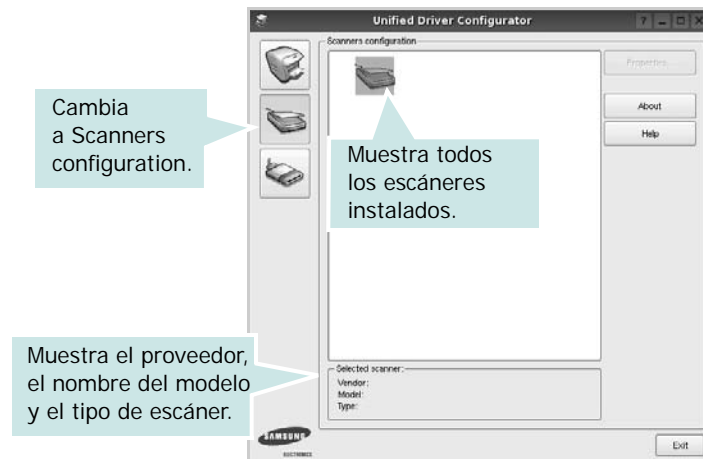 Unified Driver Configurator
Scanners configuration
Properties...
About
Help
Cambia
a Scanners
configuration.
Muestra todos
los escáneres
instalados.
Muestra el proveedor,
el nombre del modelo
y el tipo de escáner.
Selected scanner:
Vendor:
Model:
Type:
SAMSUNG
ELECTRONICS
Exit